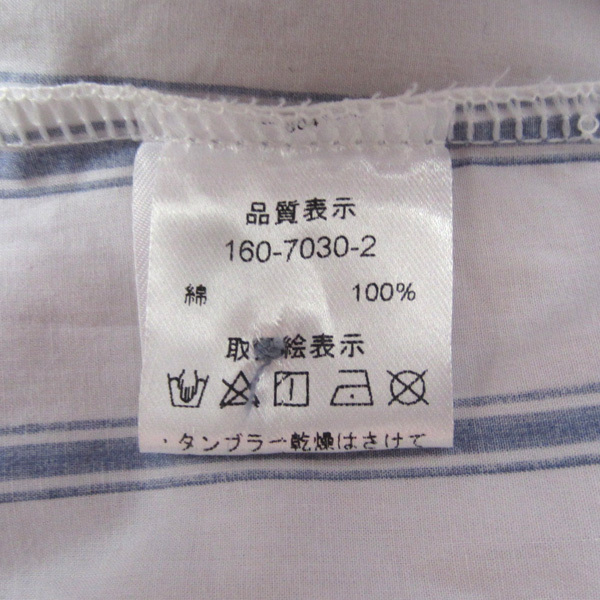 品質表示
160-7030-2
綿 100%
取扱絵表示
・タンブラー乾燥はさけて